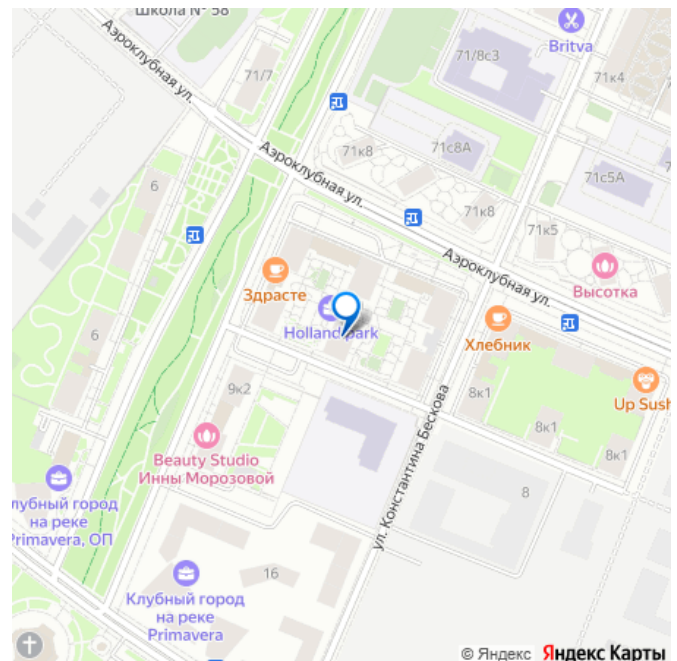 Школа № 58
Аэроклубная ул.
71/7
71/8с3
Britva
71к4
71к8
71с8А
71с5А
Аэроклубная ул.
6
71к8
71к5
Высотка
Аэроклубная ул.
Здрасте
Holland park
Хлебник
6
9к2
8к1
Up Sush
8к1
8к1
Beauty Studio
Инны Морозовой
ул. Константина Бескова
8
лубный город
на реке
Primavera, ОП
16
Клубный город
на реке
Primavera
© Яндекс Яндекс Карты